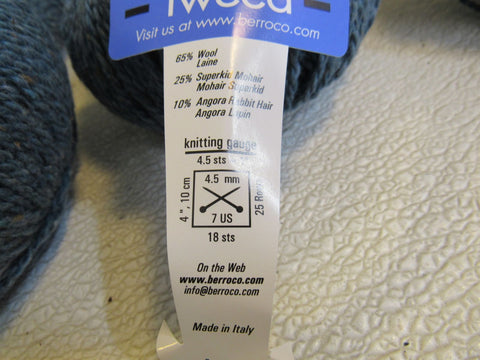 Tweed
Visit us at www.berroco.com
65% Wool
Laine
25% Superkid Mohair
Mohair Superkid
10% Angora Rabbit Hair
Angora Lapin
knitting gauge
4.5 sts
4", 10 cm
4.5 mm
7 US
25 Rows
18 sts
On the Web
www.berroco.com
info@berroco.com
Made in Italy